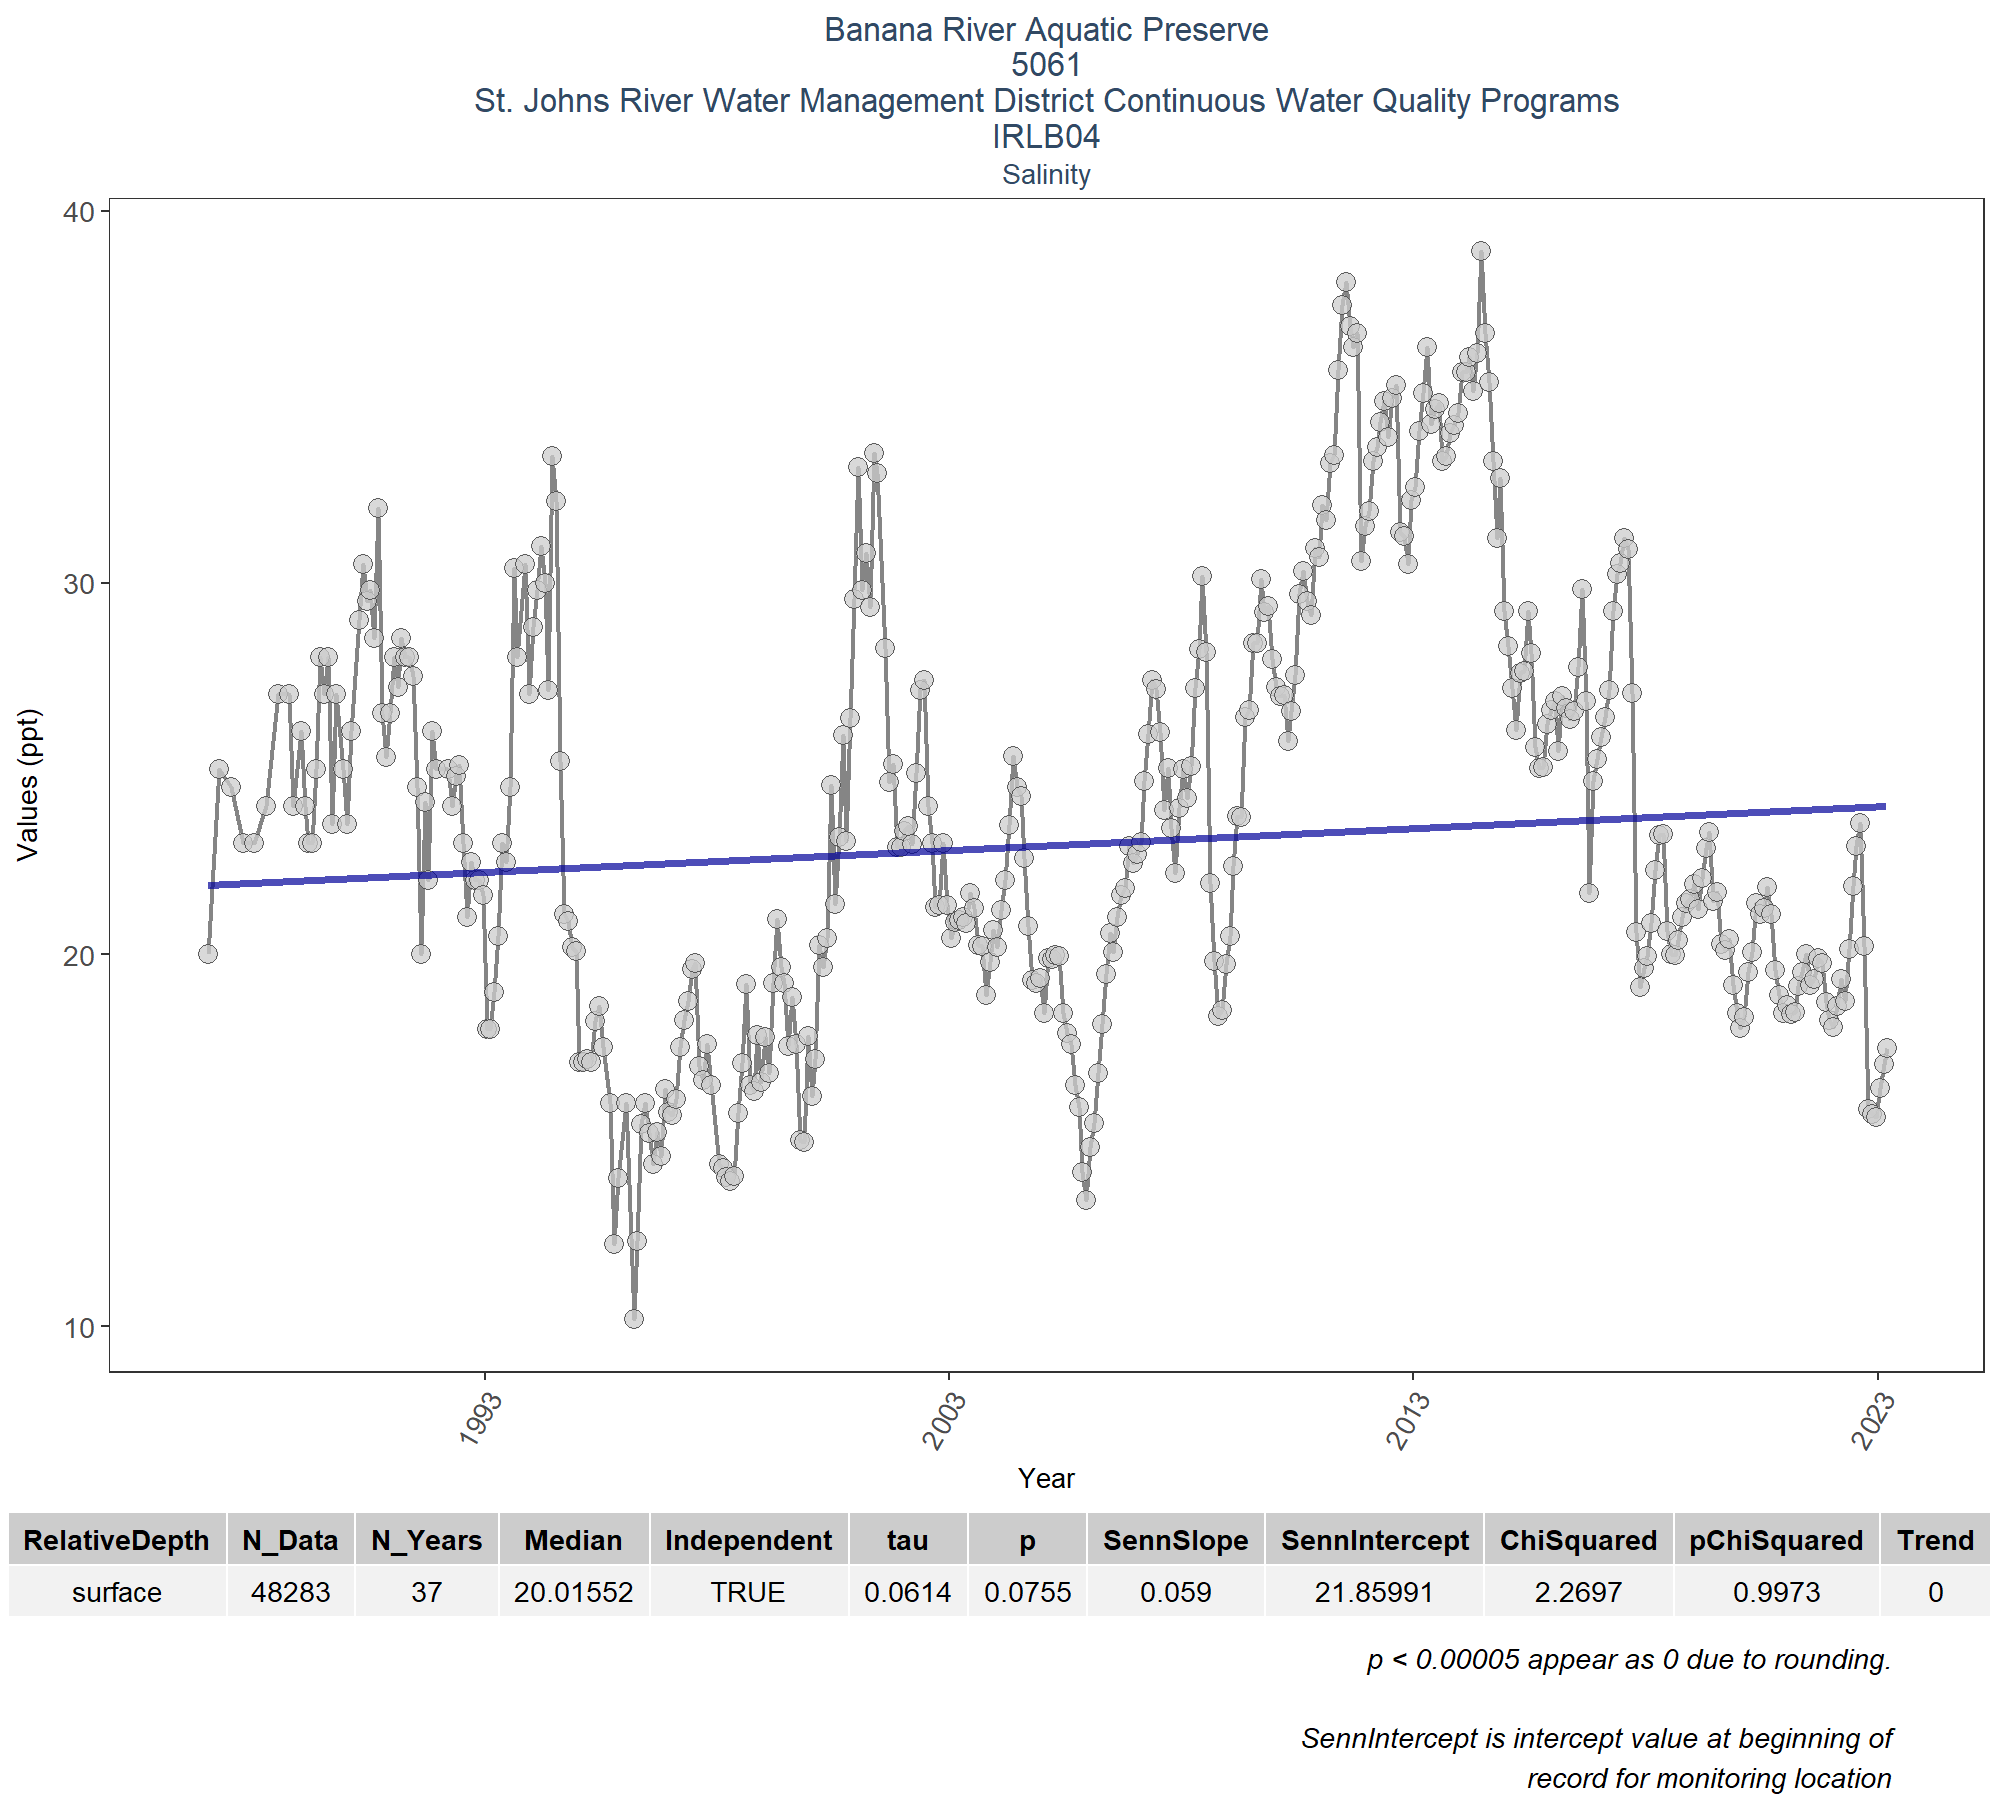 Banana River Aquatic Preserve
5061
St. Johns River Water Management District Continuous Water Quality Programs
IRLB04
Salinity
40
30
20
10
Values (ppt)
1993
2003
2013
2023
Year
RelativeDepth N_Data N_Years Median Independent tau p SennSlope SennIntercept ChiSquared pChiSquared Trend
surface 48283 37 20.01552 TRUE 0.0614 0.0755 0.059 21.85991 2.2697 0.9973 0
p < 0.00005 appear as 0 due to rounding.
SennIntercept is intercept value at beginning of
record for monitoring location